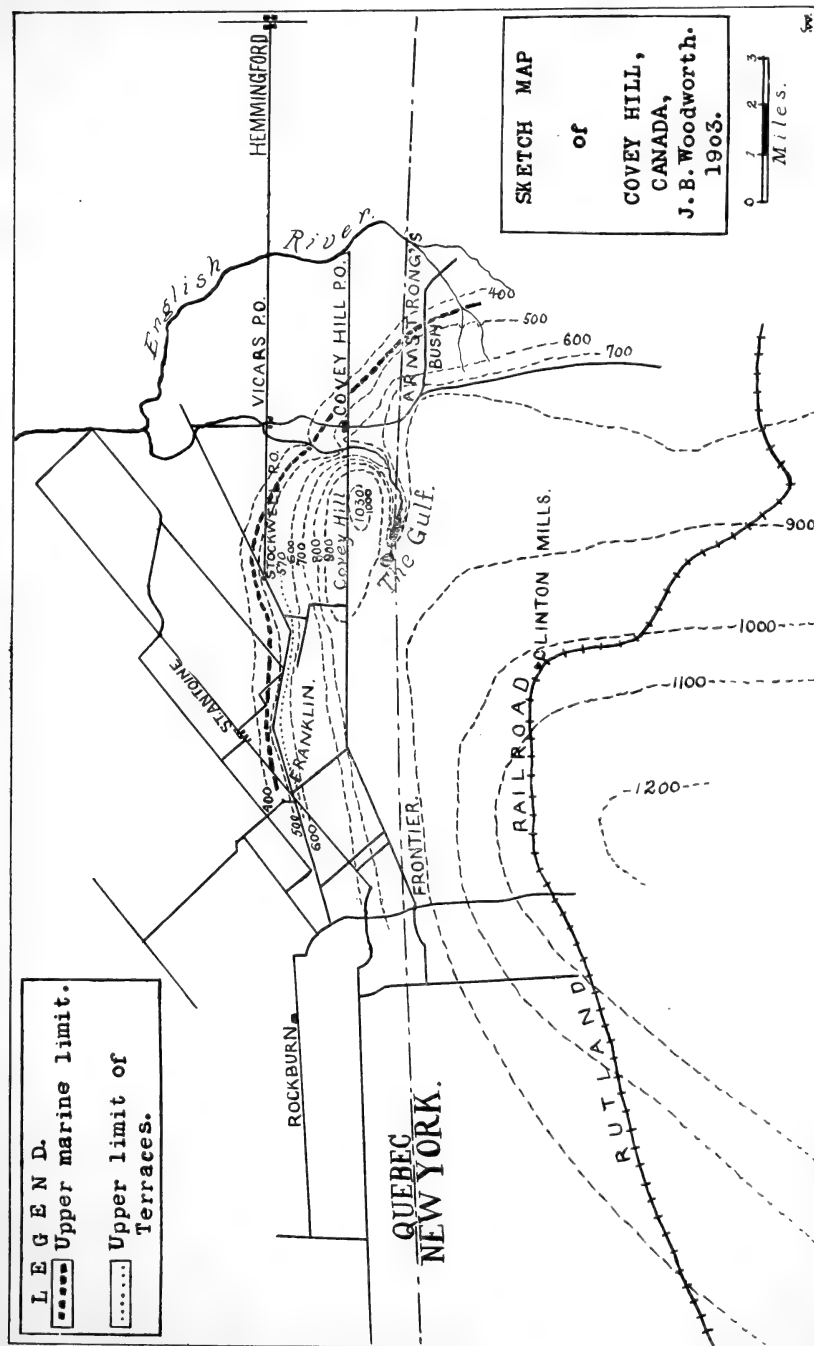 LEGEND.
Upper marine limit.
Upper limit of
Terraces.
SKETCH MAP
of
COVEY HILL,
CANADA,
J.B. Woodworth.
1903.
0 1 2 3
Miles.
HEMMINGFORD
English River.
VICARS P.O.
COVEY HILL P.O.
ARMSTRONG'S
BUSH
400
500
600
700
STOCKWELL P.O.
570
600
700
800
900
Covey Hill
(1030)
1000
The Gulf.
ST. ANTOINE
FRANKLIN.
400
500
600
FRONTIER.
ROCKBURN
QUEBEC
NEW YORK.
CLINTON MILLS.
900
1000
1100
1200
RUTLAND RAILROAD